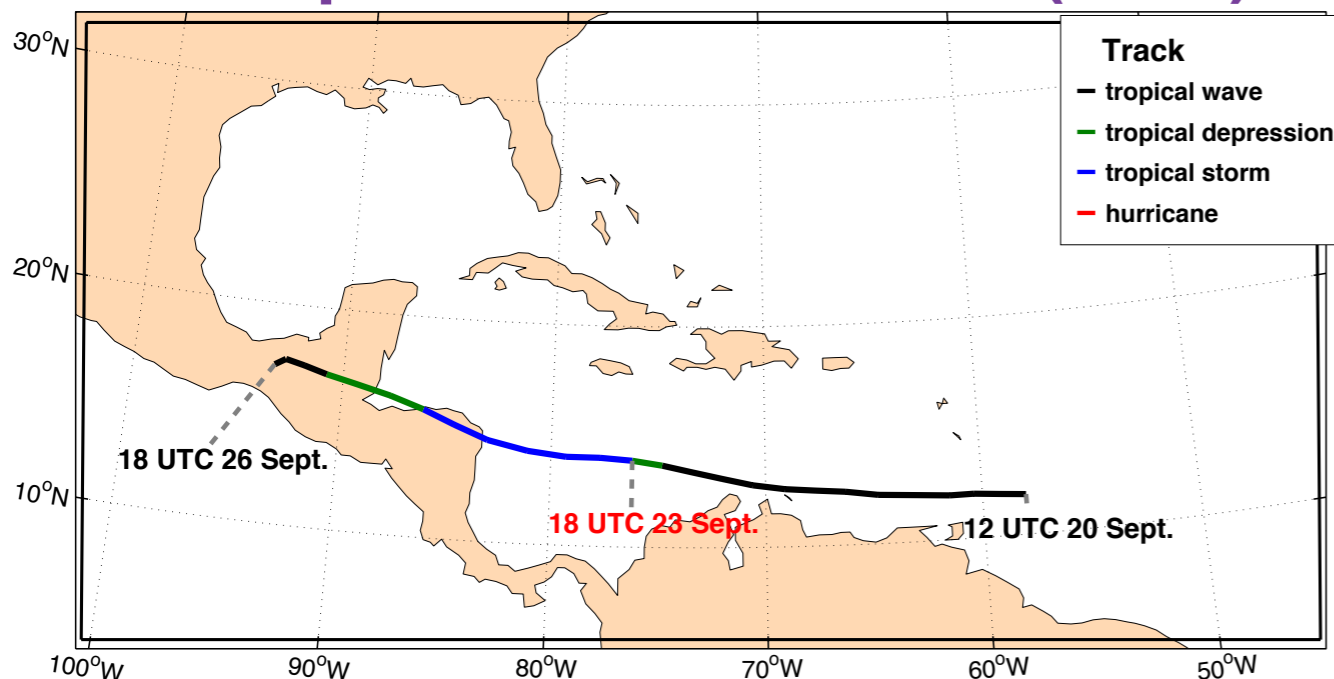 30°N
20°N
10°N
100°W
90°W
80°W
70°W
60°W
50°W
Track
tropical wave
tropical depression
tropical storm
hurricane
18 UTC 26 Sept.
18 UTC 23 Sept.
12 UTC 20 Sept.